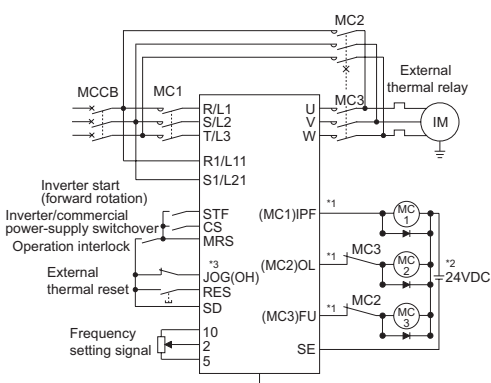 MC2
MCCB
MC1
External
thermal relay
MC3
IM
R/L1
S/L2
T/L3
R1/L11
S1/L21
U
V
W
Inverter start
(forward rotation)
Inverter/commercial
power-supply switchover
Operation interlock
External
thermal reset
Frequency
setting signal
STF
CS
MRS
*3
JOG(OH)
RES
SD
10
2
5
(MC1)IPF
*1
MC
1
(MC2)OL
*1
MC3
MC
2
*2
24VDC
(MC3)FU
*1
MC2
MC
3
SE